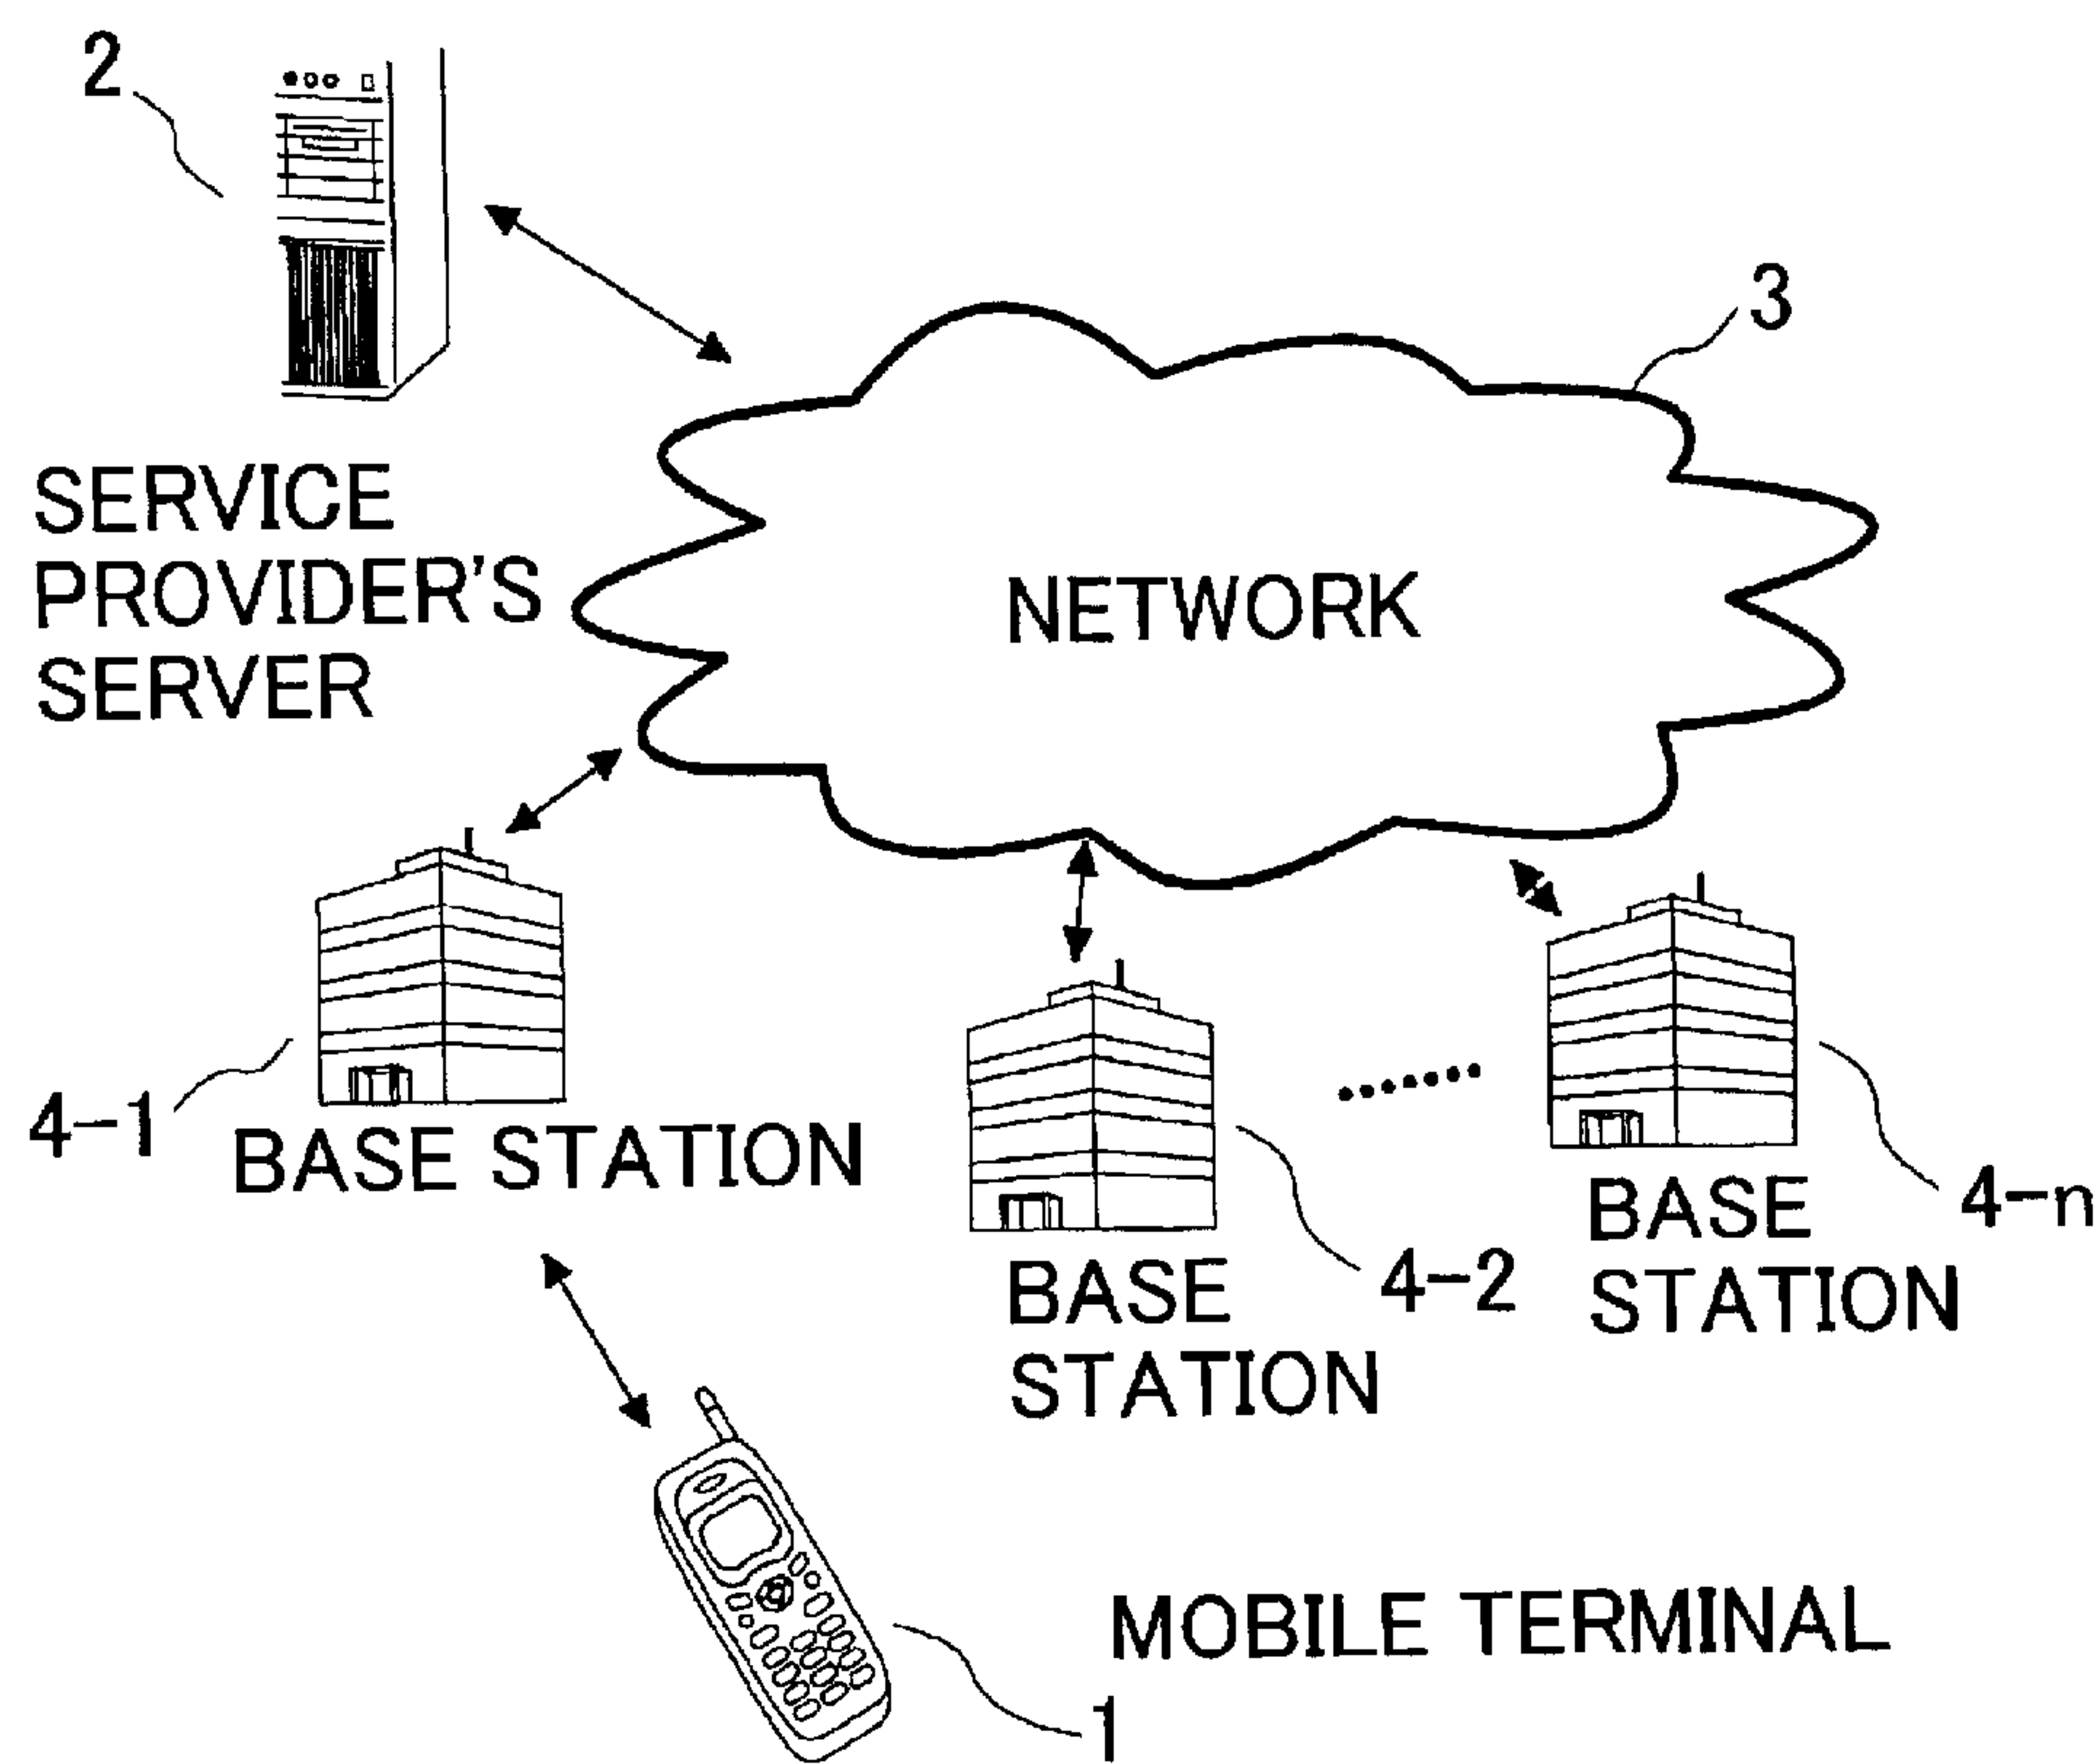 2
3
SERVICE
PROVIDER'S
SERVER
NETWORK
4-1
BASE STATION
4-2
BASE
STATION
4-n
BASE
STATION
MOBILE TERMINAL
1